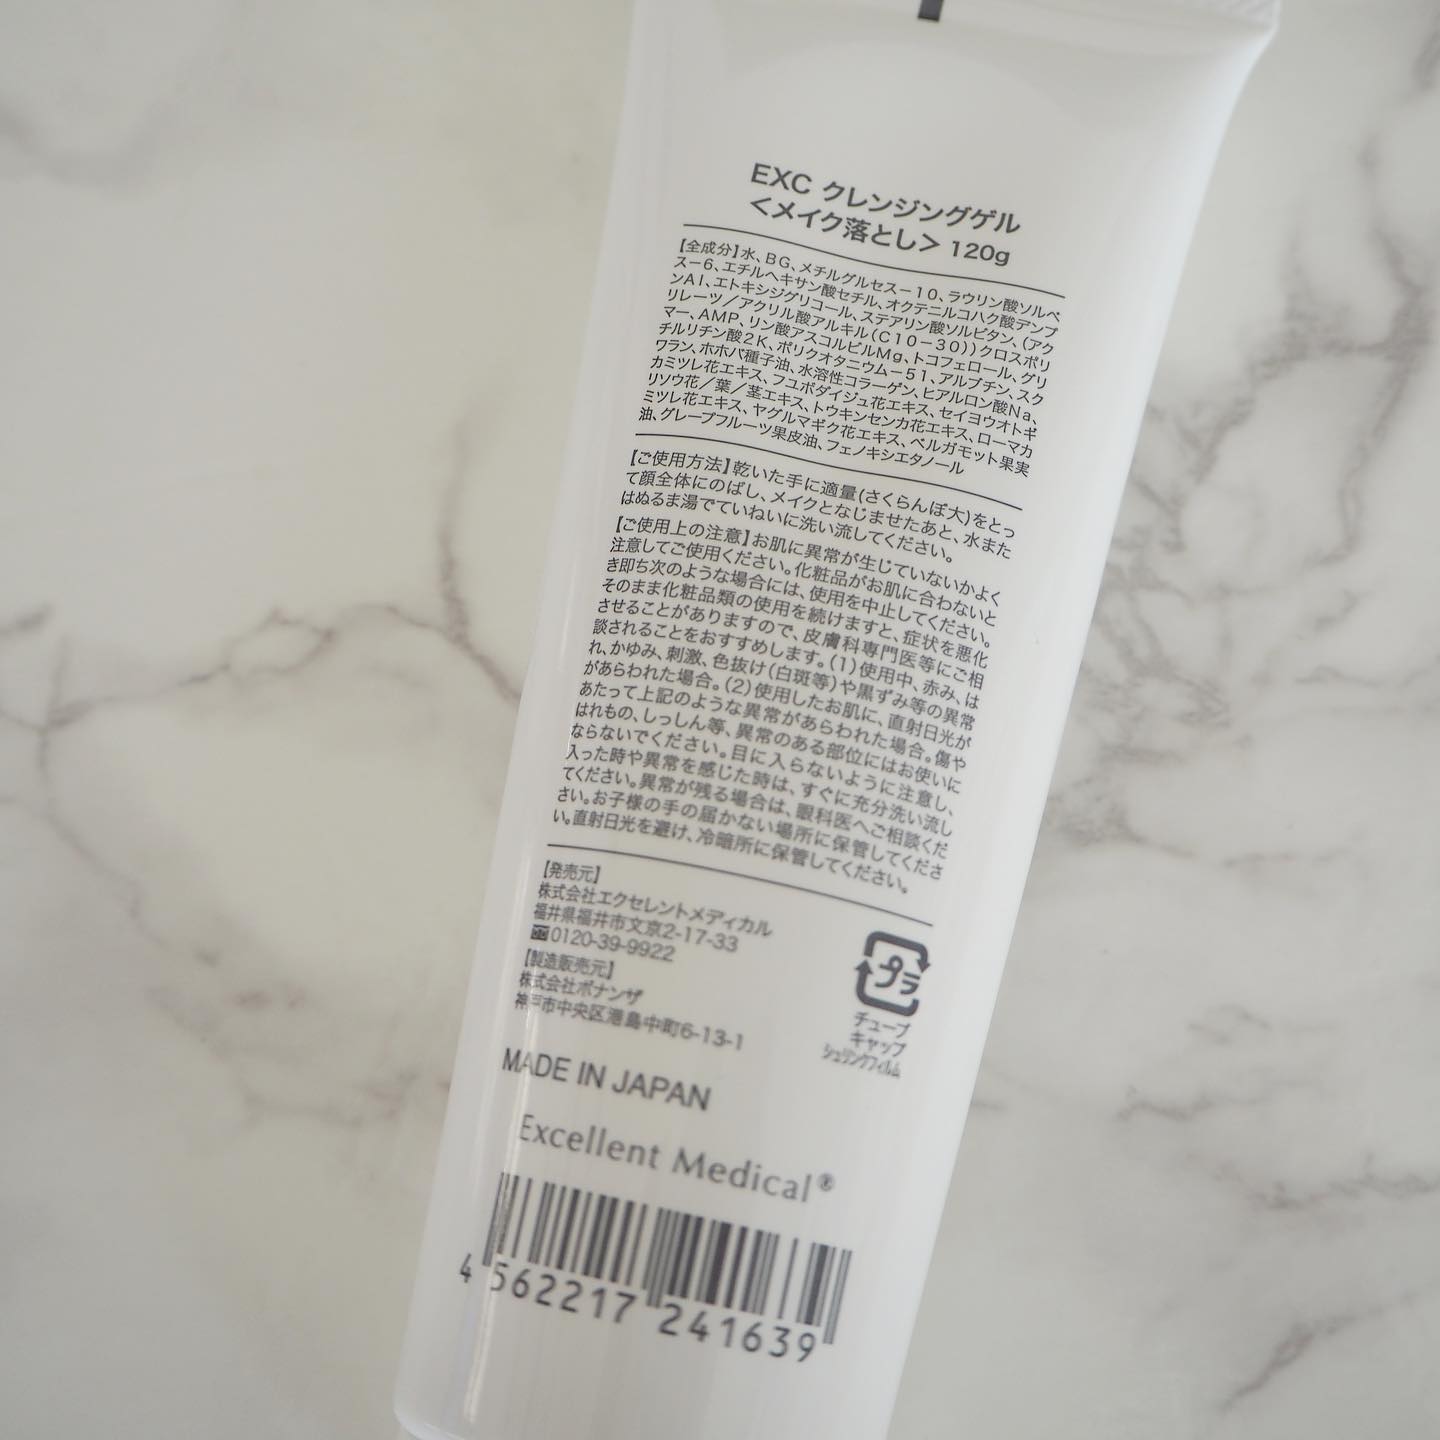 EXC クレンジングゲル
＜メイク落とし＞ 120g
【全成分】水、BG、メチルグルセス－10、ラウリン酸ソルベ
ス－6、エチルヘキサン酸セチル、オクテニルコハク酸デンプ
ンAl、エトキシジグリコール、ステアリン酸ソルビタン、（アク
リレーツ／アクリル酸アルキル（C10－30））クロスポリ
マー、AMP、リン酸アスコルビルMg、トコフェロール、グリ
チルリチン酸2K、ポリクオタニウム－51、アルブチン、スク
ワラン、ホホバ種子油、水溶性コラーゲン、ヒアルロン酸Na、
カミツレ花エキス、フユボダイジュ花エキス、セイヨウオトギ
リソウ花／葉／茎エキス、トウキンセンカ花エキス、ローマカ
ミツレ花エキス、ヤグルマギク花エキス、ベルガモット果実
油、グレープフルーツ果皮油、フェノキシエタノール
【ご使用方法】乾いた手に適量(さくらんぼ大)をとっ
て顔全体にのばし、メイクとなじませたあと、水また
はぬるま湯でていねいに洗い流してください。
【ご使用上の注意】お肌に異常が生じていないかよく
注意してご使用ください。化粧品がお肌に合わないと
き即ち次のような場合には、使用を中止してください。
そのまま化粧品類の使用を続けますと、症状を悪化
させることがありますので、皮膚科専門医等にご相
談されることをおすすめします。（1）使用中、赤み、は
れ、かゆみ、刺激、色抜け（白斑等）や黒ずみ等の異常
があらわれた場合。（2）使用したお肌に、直射日光が
あたって上記のような異常があらわれた場合。傷や
はれもの、しっしん等、異常のある部位にはお使いに
ならないでください。目に入らないように注意し、
入った時や異常を感じた時は、すぐに充分洗い流し
てください。異常が残る場合は、眼科医へご相談くだ
さい。お子様の手の届かない場所に保管してくださ
い。直射日光を避け、冷暗所に保管してください。
【発売元】
株式会社エクセレントメディカル
福井県福井市文京2-17-33
0120-39-9922
【製造販売元】
株式会社ボナンザ
神戸市中央区港島中町6-13-1
プラ
チューブ
キャップ
シュリンクフィルム
MADE IN JAPAN
Excellent Medical®
4 562217 241639